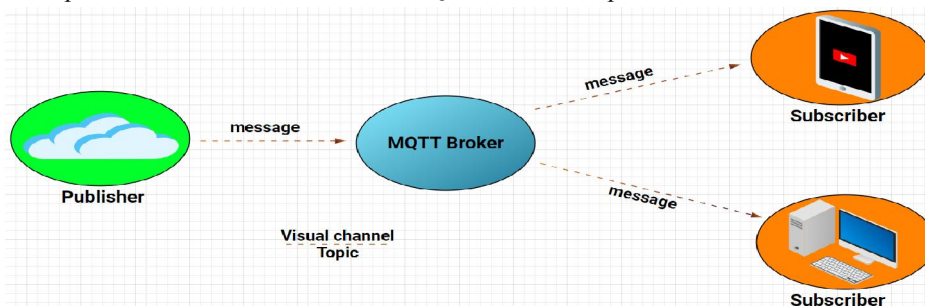 message
Subscriber
message
MQTT Broker
Publisher
message
Visual channel
Topic
Subscriber